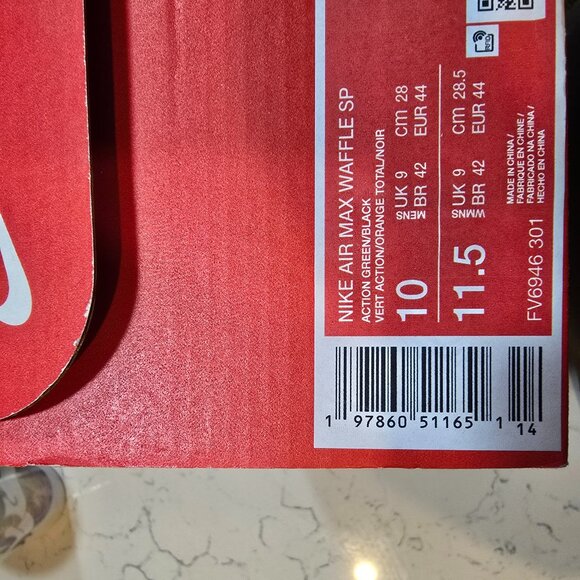 NIKE AIR MAX WAFFLE SP
ACTION GREEN/BLACK
VERT ACTION/ORANGE TOTAL/NOIR
MENS
10
UK 9
BR 42
cm 28
EUR 44
WMNS
11.5
UK 9
BR 42
cm 28.5
EUR 44
MADE IN CHINA /
FABRIQUE EN CHINE /
FABRICADO NA CHINA /
HECHO EN CHINA
FV6946 301
1 97860 51165 1 14